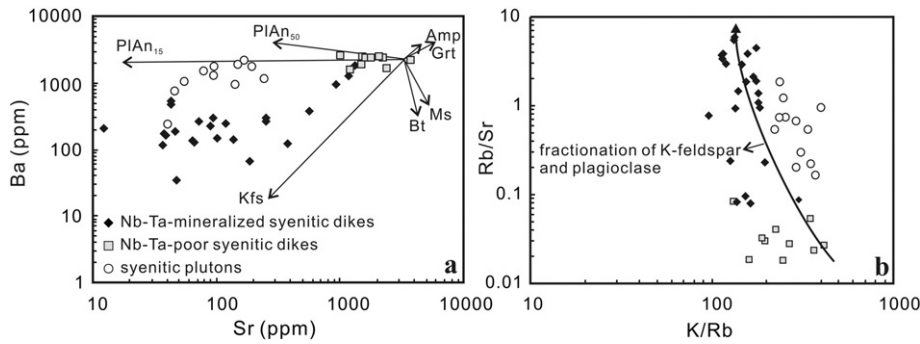 10000
1000
100
10
1
Ba (ppm)
PlAn15
PlAn50
Amp
Grt
Ms
Bt
Kfs
Nb-Ta-mineralized syenitic dikes
Nb-Ta-poor syenitic dikes
syenitic plutons
a
10 100 1000 10000
Sr (ppm)
10
1
0.1
0.01
Rb/Sr
fractionation of K-feldspar
and plagioclase
b
10 100 1000
K/Rb